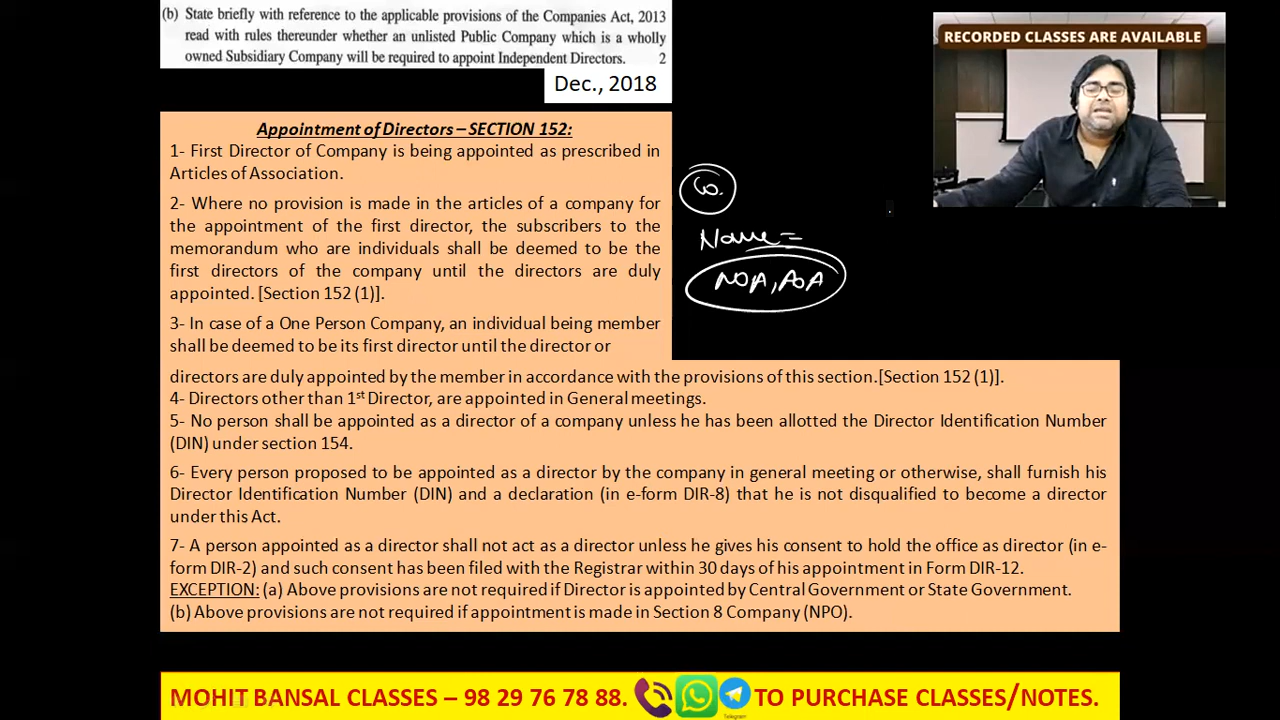 (b) State briefly with reference to the applicable provisions of the Companies Act, 2013
read with rules thereunder whether an unlisted Public Company which is a wholly
owned Subsidiary Company will be required to appoint Independent Directors. 2
Dec., 2018
RECORDED CLASSES ARE AVAILABLE
Appointment of Directors – SECTION 152:
1- First Director of Company is being appointed as prescribed in
Articles of Association.
2- Where no provision is made in the articles of a company for
the appointment of the first director, the subscribers to the
memorandum who are individuals shall be deemed to be the
first directors of the company until the directors are duly
appointed. [Section 152 (1)].
3- In case of a One Person Company, an individual being member
shall be deemed to be its first director until the director or
Co.
Name =
MOA, AOA
directors are duly appointed by the member in accordance with the provisions of this section.[Section 152 (1)].
4- Directors other than 1st Director, are appointed in General meetings.
5- No person shall be appointed as a director of a company unless he has been allotted the Director Identification Number
(DIN) under section 154.
6- Every person proposed to be appointed as a director by the company in general meeting or otherwise, shall furnish his
Director Identification Number (DIN) and a declaration (in e-form DIR-8) that he is not disqualified to become a director
under this Act.
7- A person appointed as a director shall not act as a director unless he gives his consent to hold the office as director (in e-
form DIR-2) and such consent has been filed with the Registrar within 30 days of his appointment in Form DIR-12.
EXCEPTION: (a) Above provisions are not required if Director is appointed by Central Government or State Government.
(b) Above provisions are not required if appointment is made in Section 8 Company (NPO).
MOHIT BANSAL CLASSES – 98 29 76 78 88. TO PURCHASE CLASSES/NOTES.
Telegram